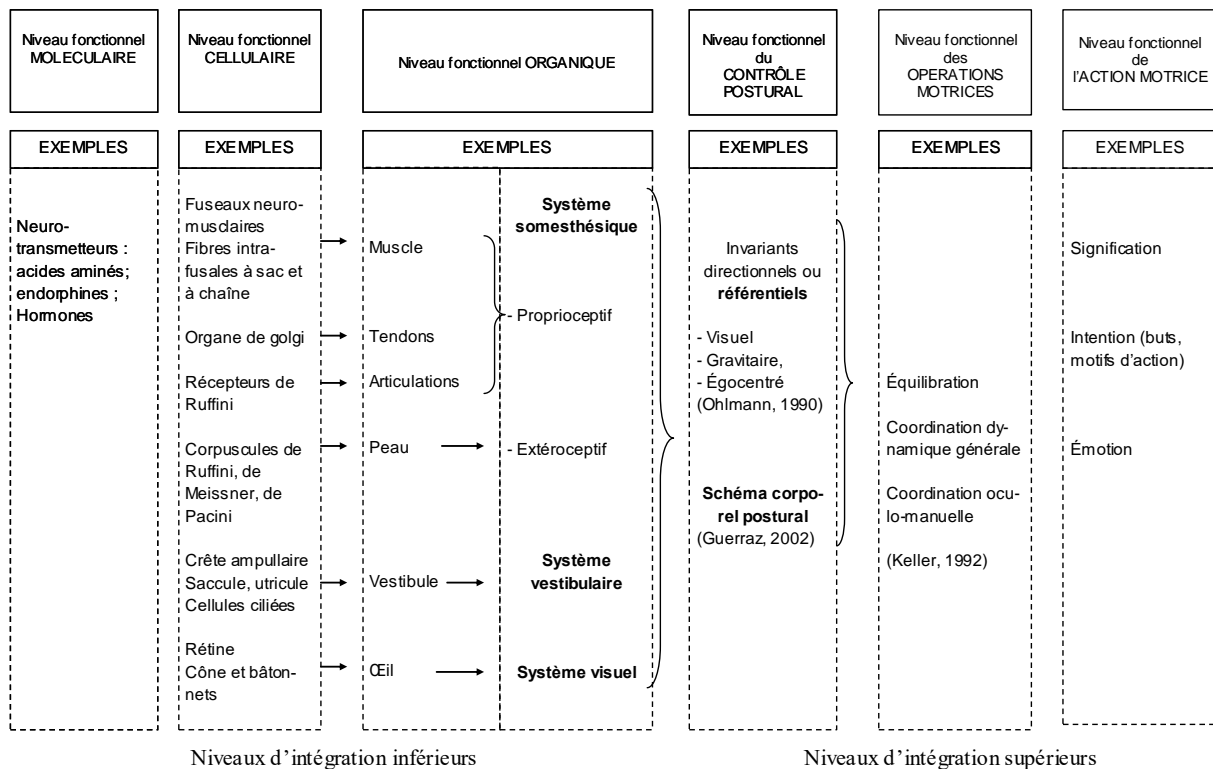 Niveau fonctionnel
MOLECULAIRE
Niveau fonctionnel
CELLULAIRE
Niveau fonctionnel ORGANIQUE
Niveau fonctionnel
du
CONTRÔLE
POSTURAL
Niveau fonctionnel
des
OPERATIONS
MOTRICES
Niveau fonctionnel
de
l'ACTION MOTRICE
EXEMPLES
Neuro-
transmetteurs :
acides aminés;
endorphines ;
Hormones
EXEMPLES
Fuseaux neuro-
musclaires
Fibres intra-
fusales à sac et
à chaîne
Organe de golgi
Récepteurs de
Ruffini
Corpuscules de
Ruffini, de
Meissner, de
Pacini
Crête ampullaire
Saccule, utricule
Cellules ciliées
Rétine
Cône et bâton-
nets
EXEMPLES
Muscle
Tendons
Articulations
Peau
Vestibule
Œil
Système
somesthésique
- Proprioceptif
- Extéroceptif
Système
vestibulaire
Système visuel
EXEMPLES
Invariants
directionnels ou
référentiels
- Visuel
- Gravitaire,
- Égocentré
(Ohlmann, 1990)
Schéma corpo-
rel postural
(Guerraz, 2002)
EXEMPLES
Équilibration
Coordination dy-
namique générale
Coordination ocu-
lo-manuelle
(Keller, 1992)
EXEMPLES
Signification
Intention (buts,
motifs d'action)
Émotion
Niveaux d'intégration inférieurs
Niveaux d'intégration supérieurs